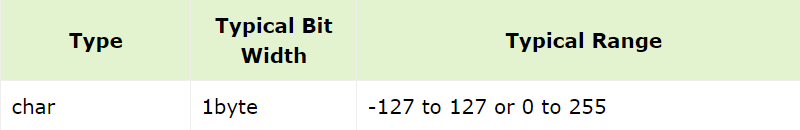 Type
Typical Bit
Width
Typical Range
char
1byte
-127 to 127 or 0 to 255